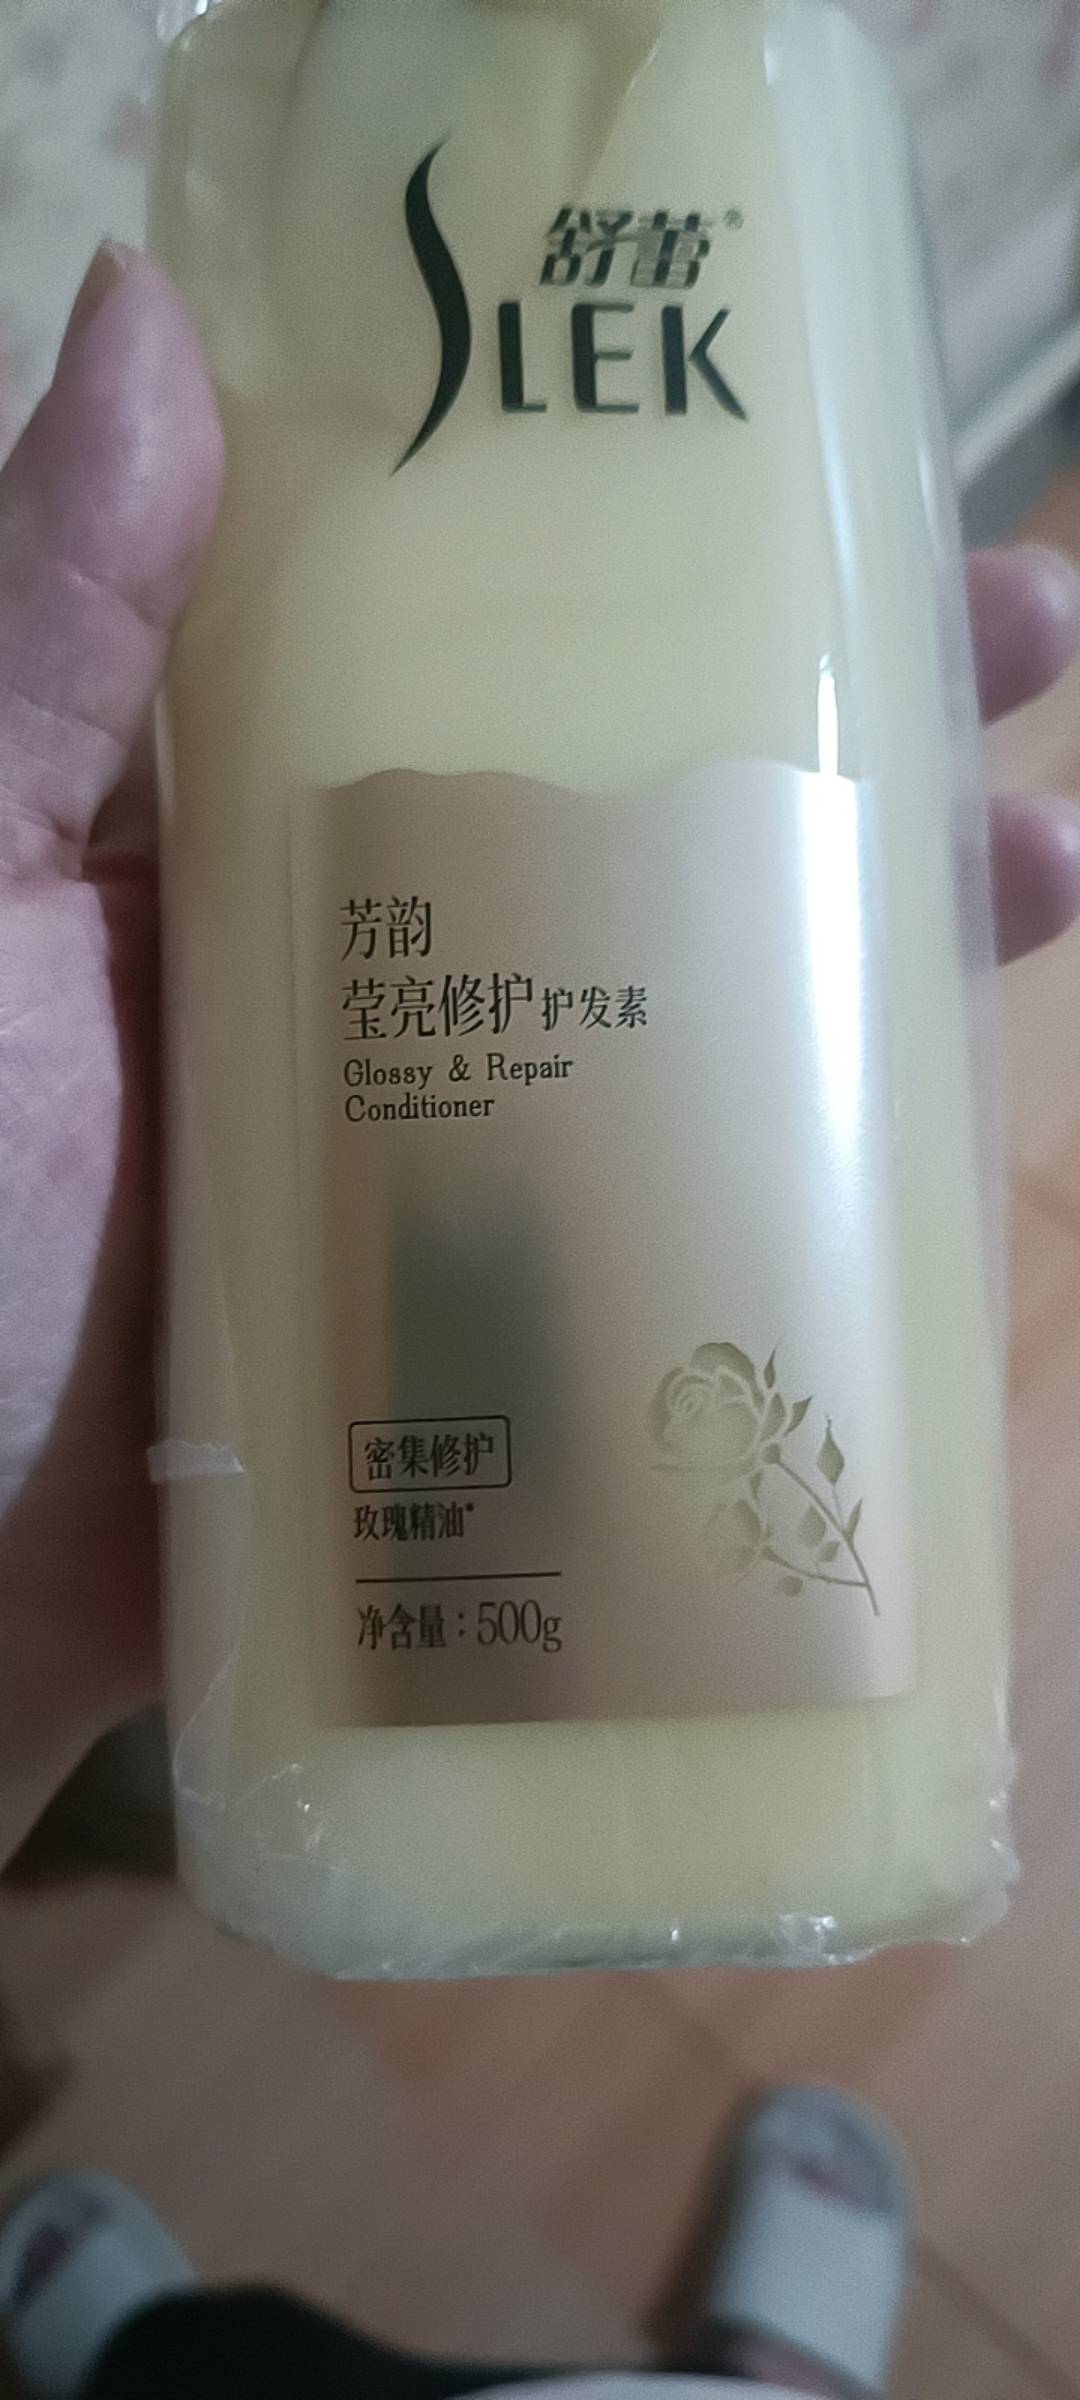 舒蕾®
SLEK
芳韵
莹亮修护护发素
Glossy & Repair
Conditioner
密集修护
玫瑰精油*
净含量：500g